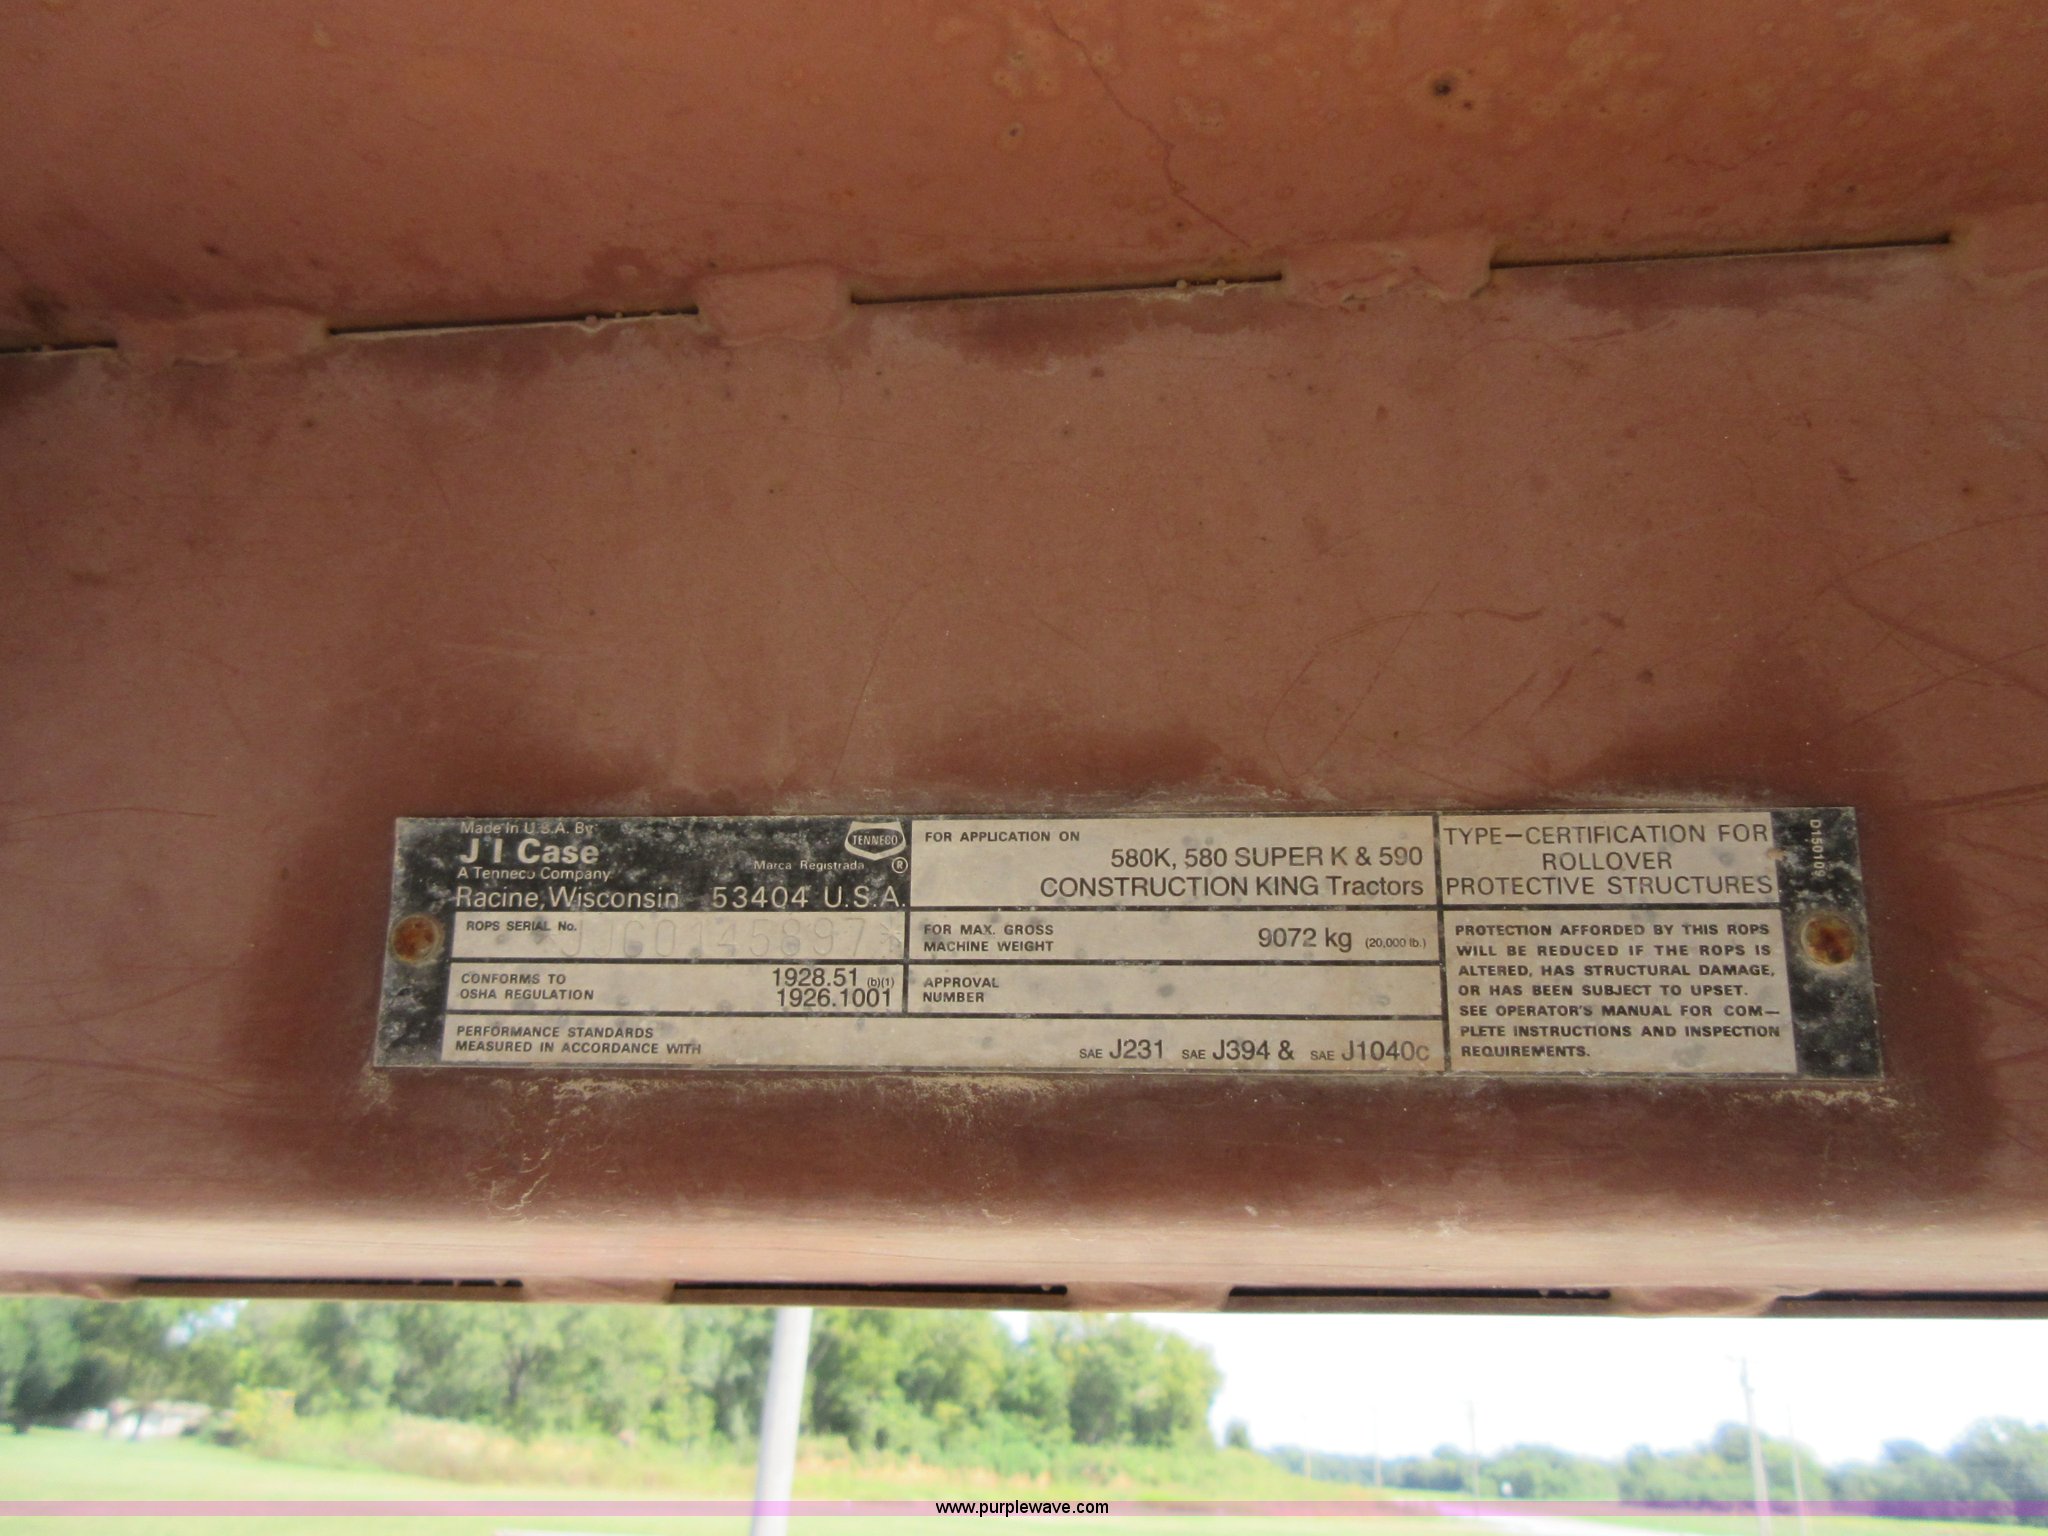 Made in U.S.A. By
J I Case
A Tenneco Company
Racine, Wisconsin 53404 U.S.A.
TENNECO
Marca Registrada ®
ROPS SERIAL No. JJG0145897*
CONFORMS TO
OSHA REGULATION
1928.51 (b)(1)
1926.1001
PERFORMANCE STANDARDS
MEASURED IN ACCORDANCE WITH
SAE J231 SAE J394 & SAE J1040c
FOR APPLICATION ON
580K, 580 SUPER K & 590
CONSTRUCTION KING Tractors
FOR MAX. GROSS
MACHINE WEIGHT
9072 kg (20,000 lb.)
APPROVAL
NUMBER
TYPE-CERTIFICATION FOR
ROLLOVER
PROTECTIVE STRUCTURES
PROTECTION AFFORDED BY THIS ROPS
WILL BE REDUCED IF THE ROPS IS
ALTERED, HAS STRUCTURAL DAMAGE,
OR HAS BEEN SUBJECT TO UPSET.
SEE OPERATOR'S MANUAL FOR COM-
PLETE INSTRUCTIONS AND INSPECTION
REQUIREMENTS.
D150109
www.purplewave.com